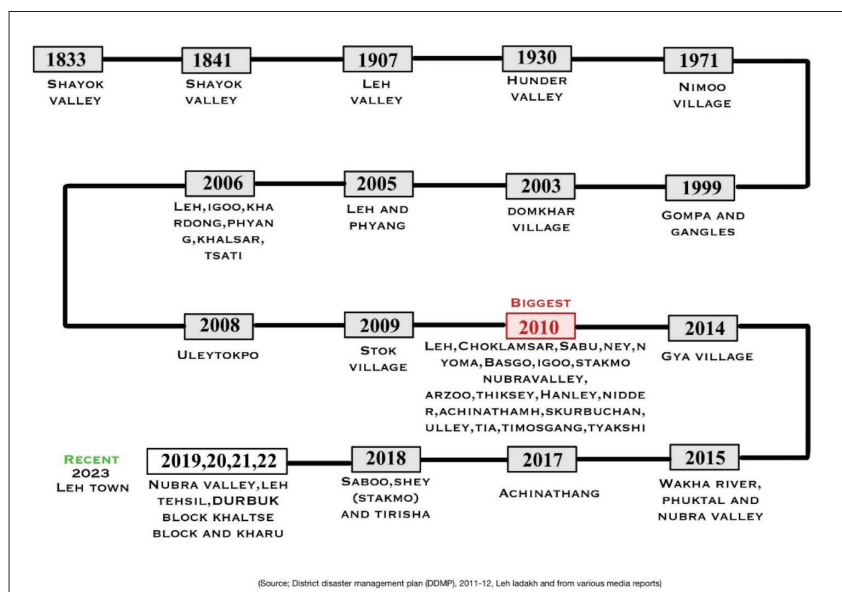 1833
SHAYOK
VALLEY
1841
SHAYOK
VALLEY
1907
LEH
VALLEY
1930
HUNDER
VALLEY
1971
NIMOO
VILLAGE
1999
GOMPA AND
GANGLES
2003
DOMKHAR
VILLAGE
2005
LEH AND
PHYANG
2006
LEH,IGOO,KHA
RDONG,PHYAN
G,KHALSAR,
TSATI
2008
ULEYTOKPO
2009
STOK
VILLAGE
BIGGEST
2010
LEH,CHOKLAMSAR,SABU,NEY,N
YOMA,BASGO,IGOO,STAKMO
NUBRAVALLEY,
ARZOO,THIKSEY,HANLEY,NIDDE
R,ACHINATHAMH,SKURBUCHAN,
ULLEY,TIA,TIMOSGANG,TYAKSHI
2014
GYA VILLAGE
2015
WAKHA RIVER,
PHUKTAL AND
NUBRA VALLEY
2017
ACHINATHANG
2018
SABOO,SHEY
(STAKMO)
AND TIRISHA
2019,20,21,22
NUBRA VALLEY,LEH
TEHSIL,DURBUK
BLOCK KHALTSE
BLOCK AND KHARU
RECENT
2023
LEH TOWN
(Source; District disaster management plan (DDMP), 2011-12, Leh ladakh and from various media reports)